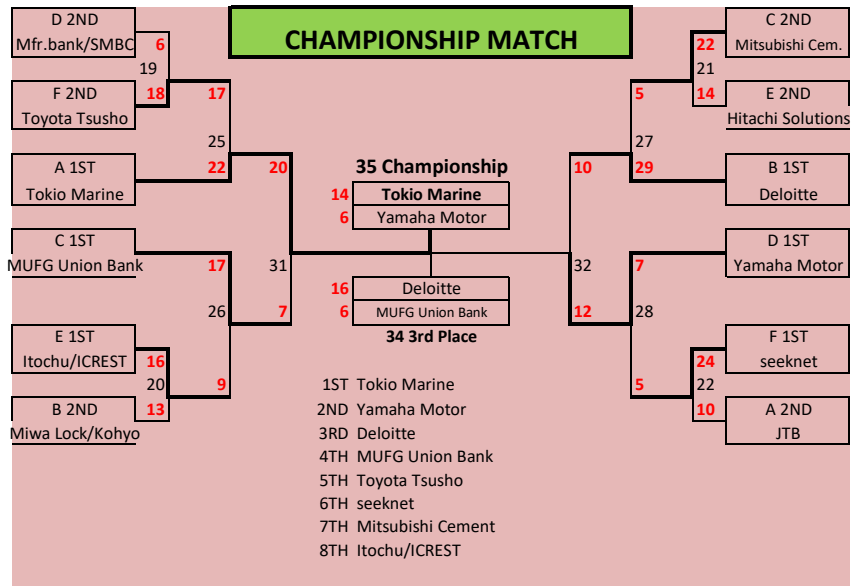 CHAMPIONSHIP MATCH
D 2ND
Mfr.bank/SMBC
6
19
F 2ND
18
17
Toyota Tsusho
25
A 1ST
22
20
Tokio Marine
C 1ST
MUFG Union Bank
17
31
26
7
E 1ST
Itochu/ICREST
16
20
9
B 2ND
13
Miwa Lock/Kohyo
35 Championship
14
Tokio Marine
6
Yamaha Motor
16
Deloitte
6
MUFG Union Bank
34 3rd Place
C 2ND
22
Mitsubishi Cem.
21
5
14
E 2ND
Hitachi Solutions
27
10
29
B 1ST
Deloitte
D 1ST
32
7
Yamaha Motor
12
28
F 1ST
24
seeknet
22
5
10
A 2ND
JTB
1ST Tokio Marine
2ND Yamaha Motor
3RD Deloitte
4TH MUFG Union Bank
5TH Toyota Tsusho
6TH seeknet
7TH Mitsubishi Cement
8TH Itochu/ICREST